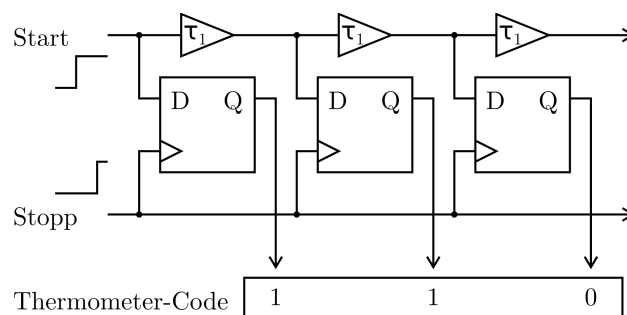 Start τ1 τ1 τ1
D Q D Q D Q
Stopp
Thermometer-Code 1 1 0